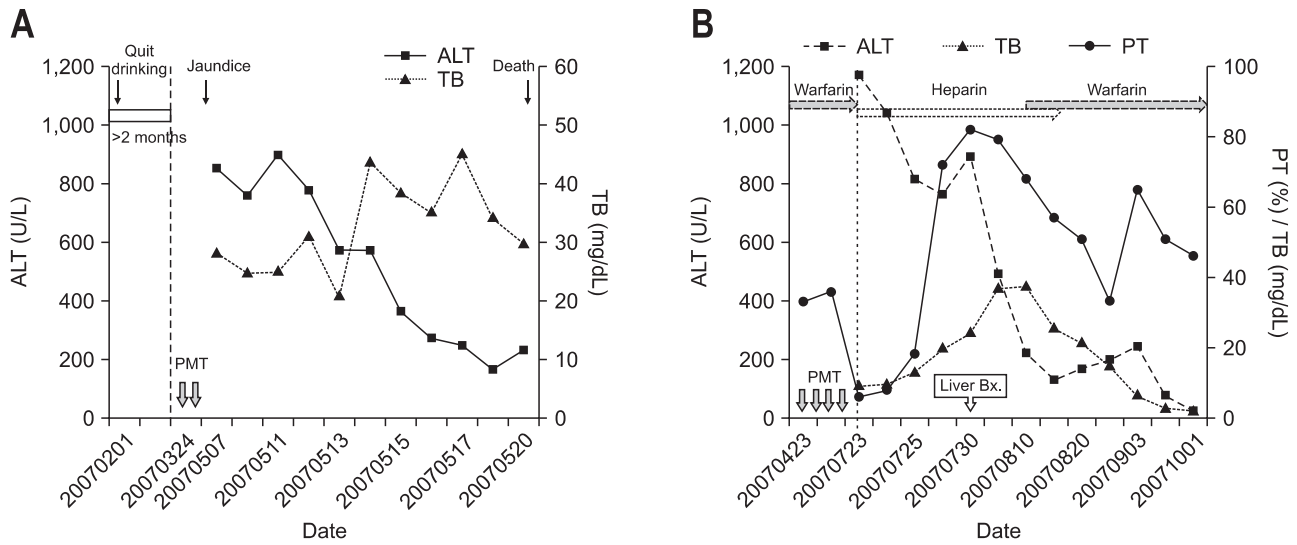 A
Quit
drinking
Jaundice
ALT
TB
Death
1,200
1,000
800
600
400
200
0
ALT (U/L)
60
50
40
30
20
10
0
TB (mg/dL)
>2 months
PMT
20070201
20070324
20070507
20070511
20070513
20070515
20070517
20070520
Date
B
ALT
TB
PT
1,200
1,000
800
600
400
200
0
ALT (U/L)
100
80
60
40
20
0
PT (%) / TB (mg/dL)
Warfarin
Heparin
Warfarin
PMT
Liver Bx.
20070423
20070723
20070725
20070730
20070810
20070820
20070903
20071001
Date